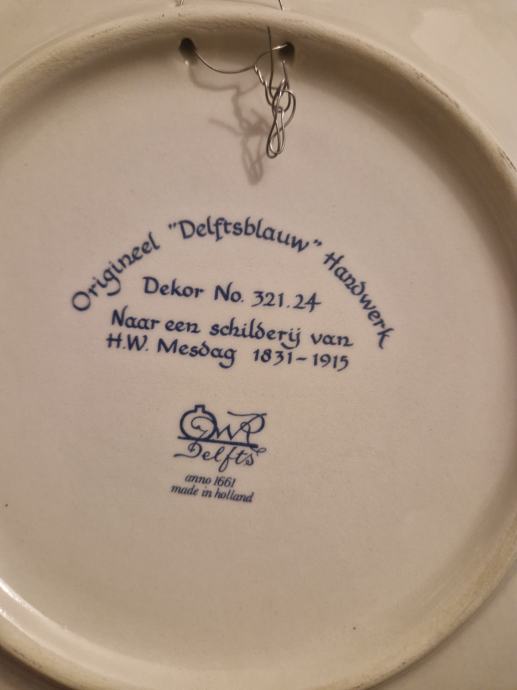 Origineel "Delftsblauw" Handwerk
Dekor No. 321.24
Naar een schilderij van
H.W. Mesdag 1831-1915
Delfts
anno 1661
made in holland